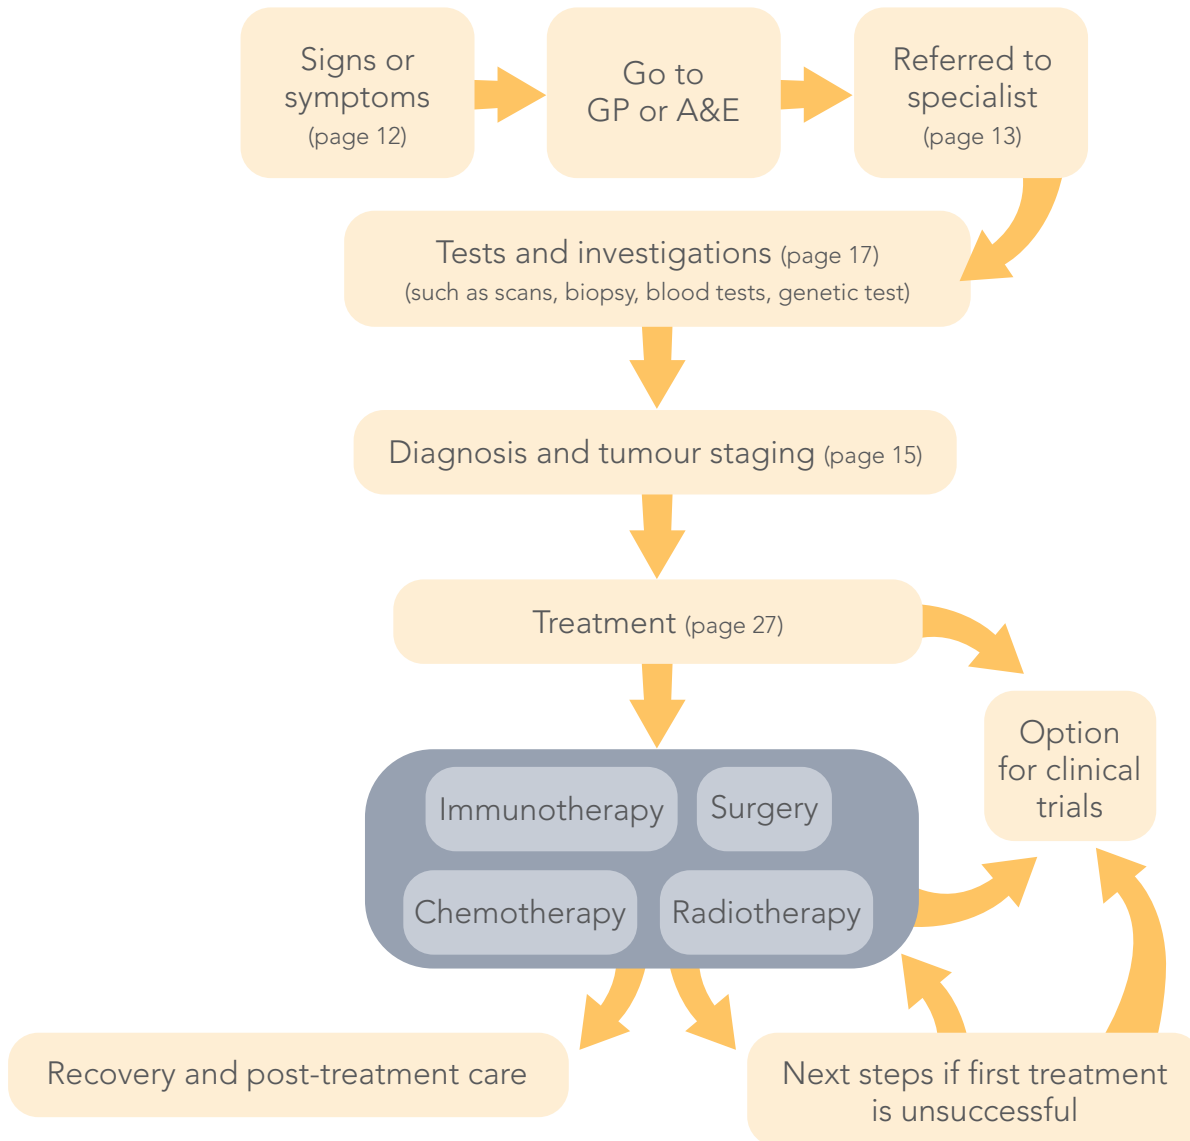 Signs or
symptoms
(page 12)
Go to
GP or A&E
Referred to
specialist
(page 13)
Tests and investigations (page 17)
(such as scans, biopsy, blood tests, genetic test)
Diagnosis and tumour staging (page 15)
Treatment (page 27)
Option
for clinical
trials
Immunotherapy
Surgery
Chemotherapy
Radiotherapy
Recovery and post-treatment care
Next steps if first treatment
is unsuccessful